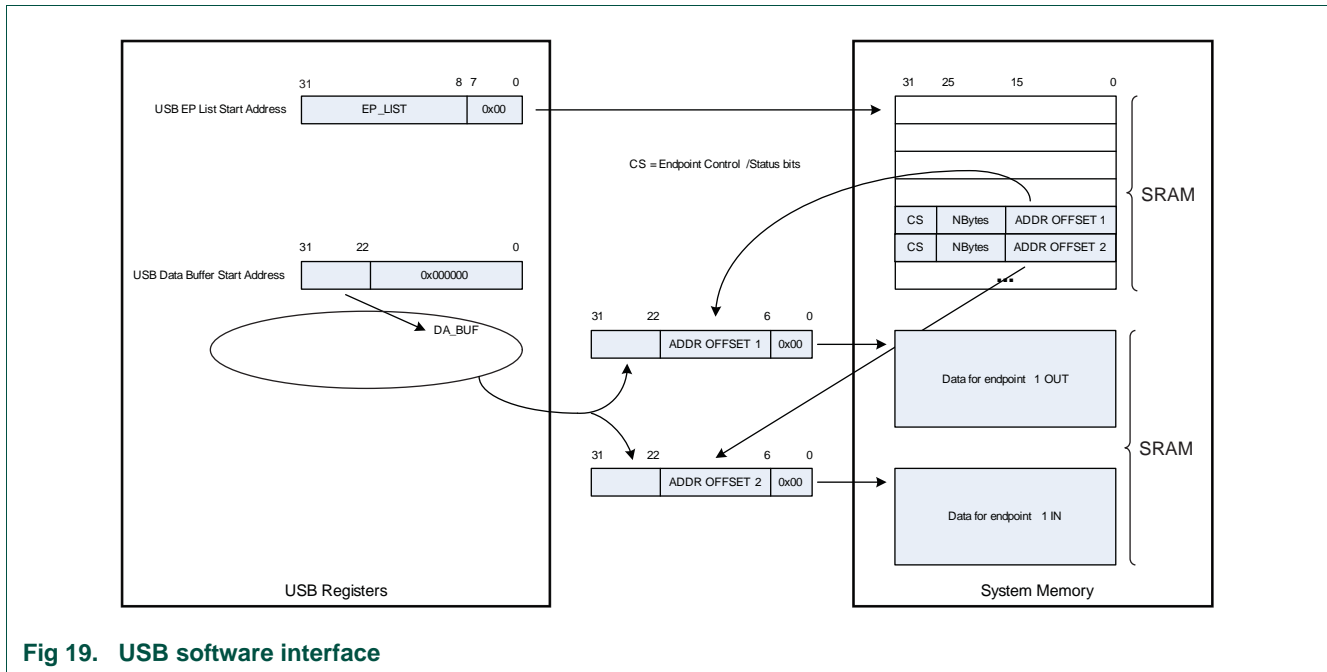 31 8 7 0
USB EP List Start Address EP_LIST 0x00
31 22 0
USB Data Buffer Start Address 0x000000
DA_BUF
USB Registers
CS = Endpoint Control /Status bits
31 22 6 0
ADDR OFFSET 1 0x00
31 22 6 0
ADDR OFFSET 2 0x00
31 25 15 0
CS NBytes ADDR OFFSET 1
CS NBytes ADDR OFFSET 2
...
SRAM
Data for endpoint 1 OUT
Data for endpoint 1 IN
SRAM
System Memory
Fig 19. USB software interface